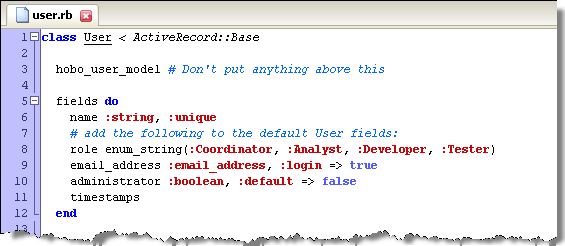 user.rb
1 class User < ActiveRecord::Base
2
3 hobo_user_model # Don't put anything above this
4
5 fields do
6 name :string, :unique
7 # add the following to the default User fields:
8 role enum_string(:Coordinator, :Analyst, :Developer, :Tester)
9 email_address :email_address, :login => true
10 administrator :boolean, :default => false
11 timestamps
12 end
13